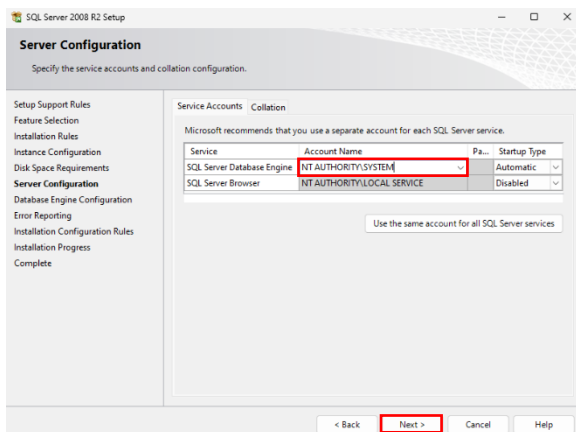 SQL Server 2008 R2 Setup
Server Configuration
Specify the service accounts and collation configuration.
Setup Support Rules
Feature Selection
Installation Rules
Instance Configuration
Disk Space Requirements
Server Configuration
Database Engine Configuration
Error Reporting
Installation Configuration Rules
Installation Progress
Complete
Service Accounts Collation
Microsoft recommends that you use a separate account for each SQL Server service.
Service Account Name Pa... Startup Type
SQL Server Database Engine NT AUTHORITY\SYSTEM Automatic
SQL Server Browser NT AUTHORITY\LOCAL SERVICE Disabled
Use the same account for all SQL Server services
< Back Next > Cancel Help